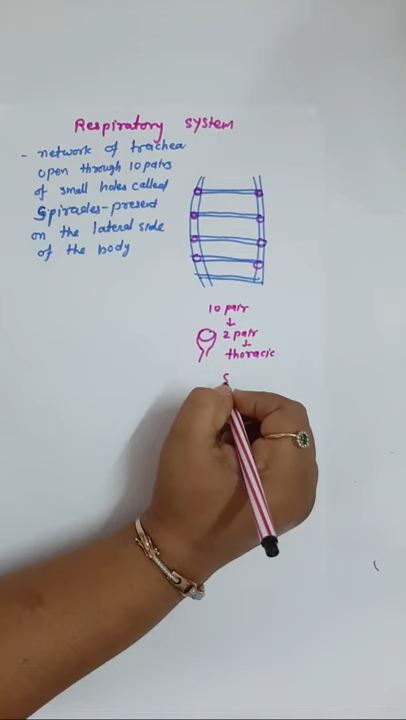 Respiratory system
- network of trachea
open through 10 pairs
of small holes called
Spiracles - present
on the lateral side
of the body
10 pair
↓
2 pair
↓
thoracic